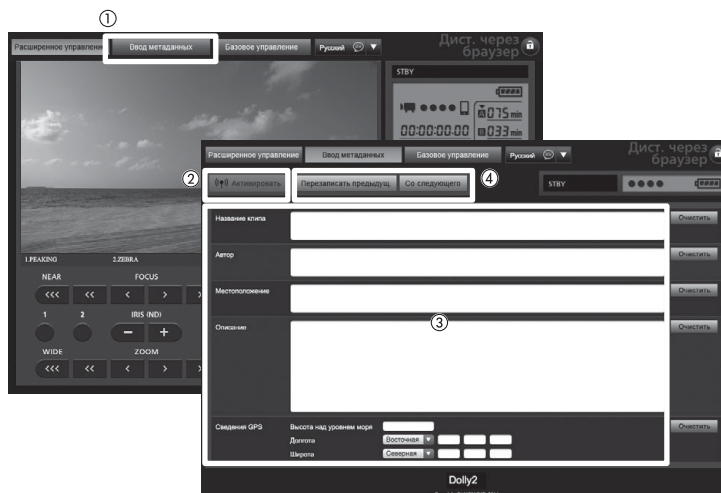 ①
Расширенное управление Ввод метаданных Базовое управление Русский Дист. через браузер
STBY
075 min
00:00:00.00 033 min
1.PEAKING 2.ZEBRA
NEAR FOCUS
<<< << < >
1 2 IRIS (ND)
− +
WIDE ZOOM
<<< << < >
Расширенное управление Ввод метаданных Базовое управление Русский Дист. через браузер
② Активировать Перезаписать предыдущ. Со следующего ④ STBY
Название клипа Очистить
Автор Очистить
Местоположение Очистить
Описание ③ Очистить
Сведения GPS Высота над уровнем моря Очистить
Долгота Восточная
Широта Северная
Dolly2